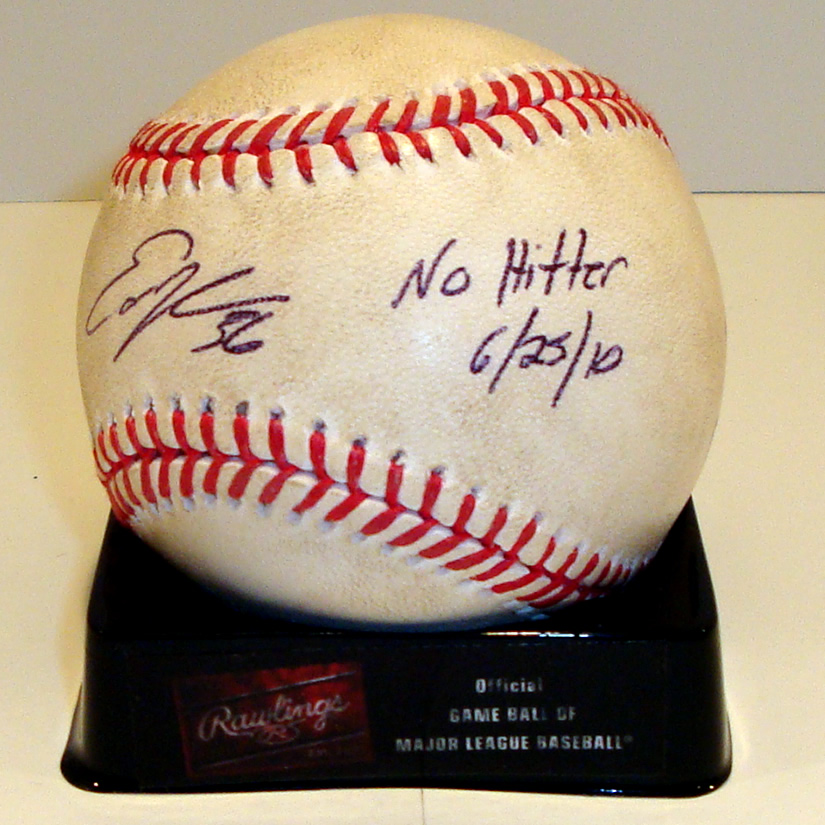 No Hitter
6/25/10
36
Rawlings
R
Official
GAME BALL OF
MAJOR LEAGUE BASEBALL®